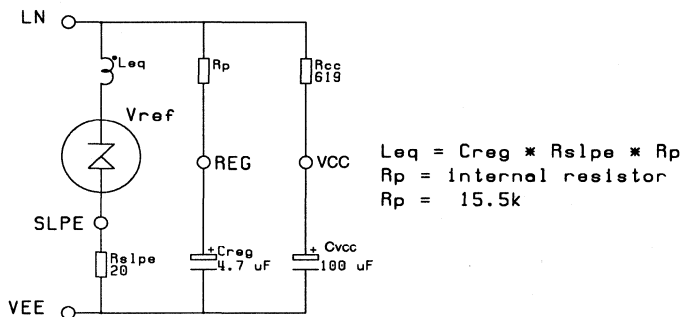 LN
Leq
Rp
Rcc
619
Vref
REG
VCC
Leq = Creg * Rslpe * Rp
Rp = internal resistor
Rp = 15.5k
SLPE
Rslpe
20
+
Creg
4.7 uF
+
Cvcc
100 uF
VEE